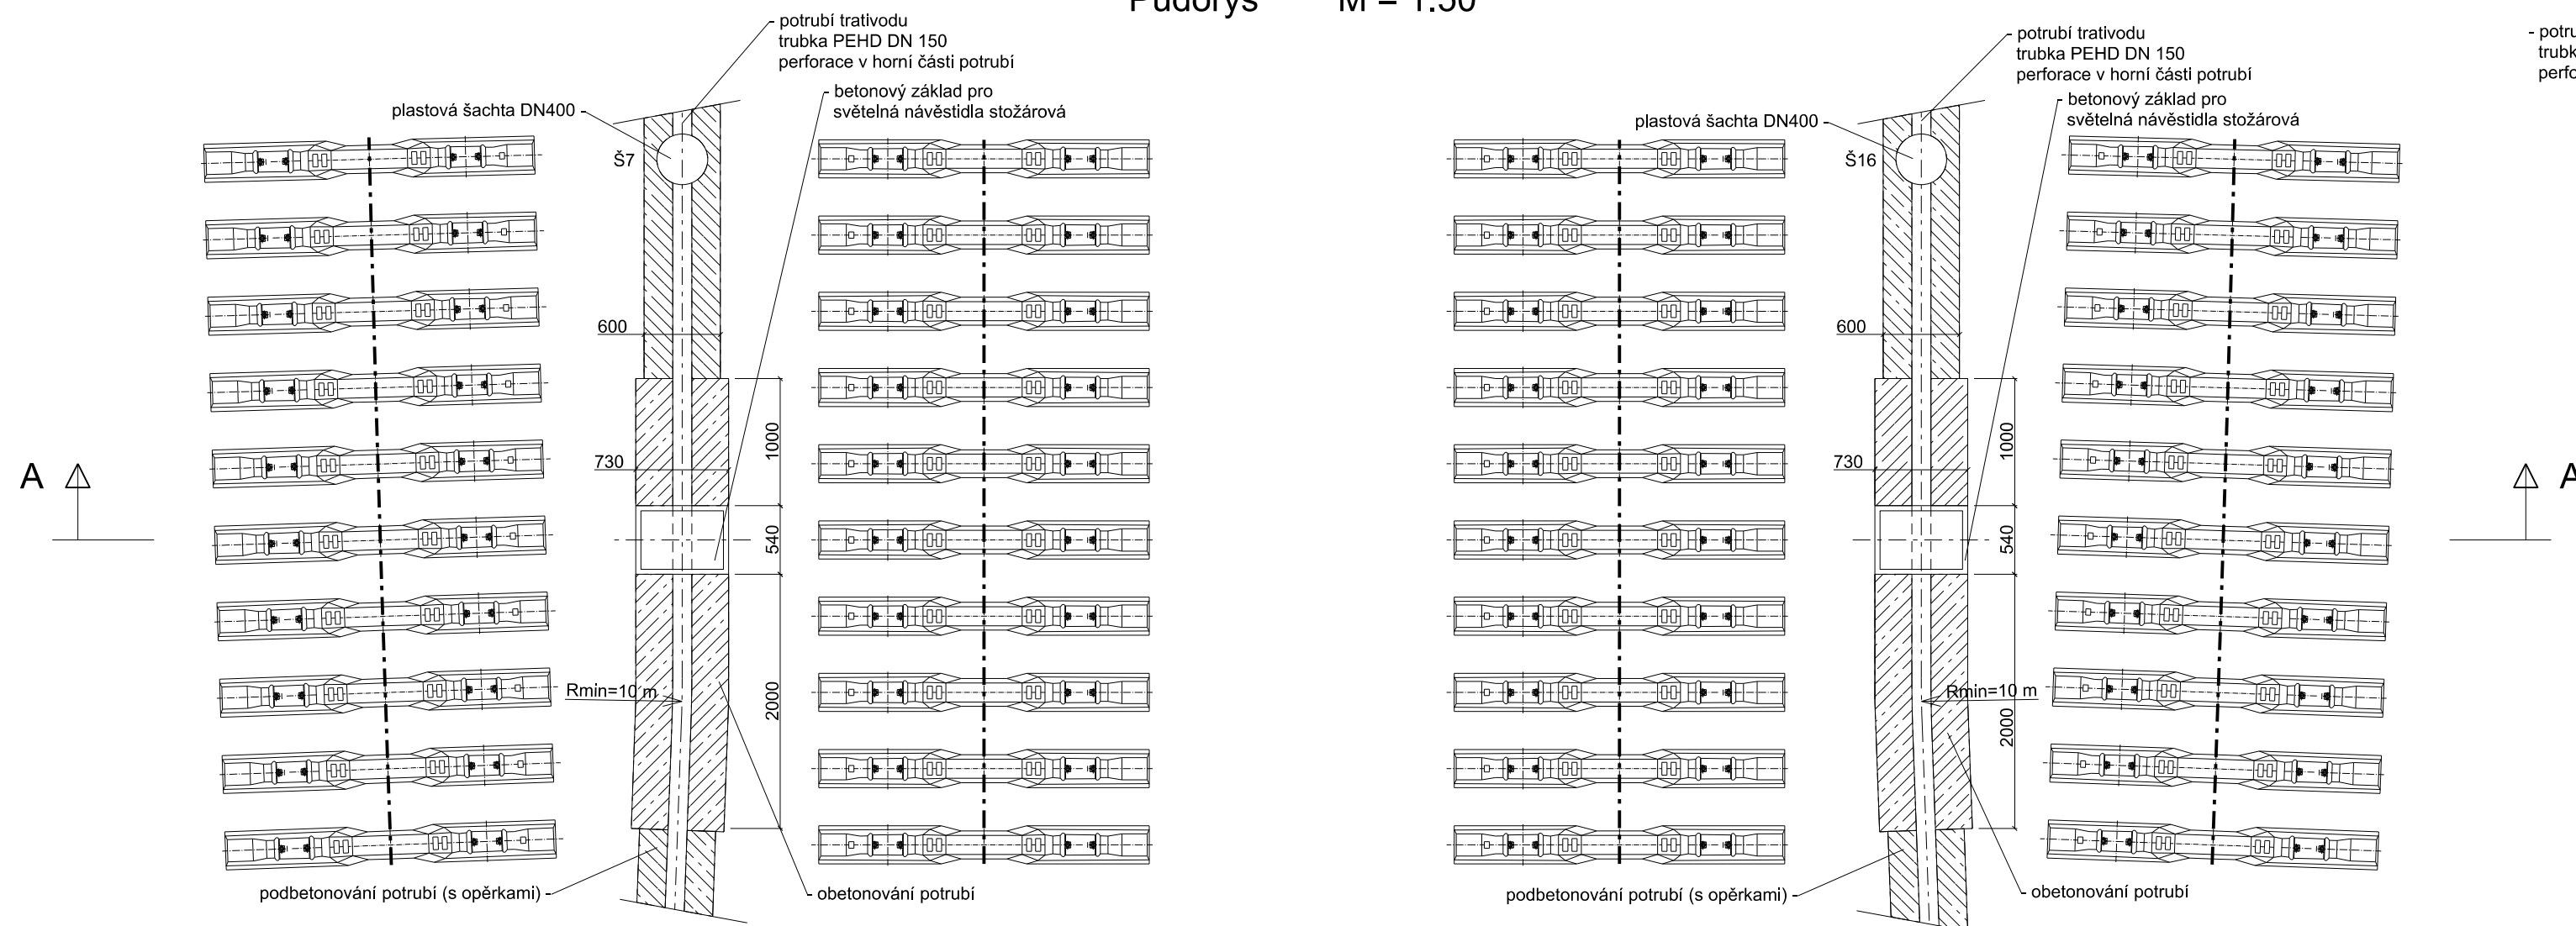 Půdorys M = 1:50
potrubí trativodu
trubka PEHD DN 150
perforace v horní části potrubí
betonový základ pro
světelná návěstidla stožárová
plastová šachta DN400
Š7
600
730
1000
540
2000
Rmin=10 m
podbetonování potrubí (s opěrkami)
obetonování potrubí
A
potrubí trativodu
trubka PEHD DN 150
perforace v horní části potrubí
betonový základ pro
světelná návěstidla stožárová
plastová šachta DN400
Š16
600
730
1000
540
2000
Rmin=10 m
podbetonování potrubí (s opěrkami)
obetonování potrubí
A